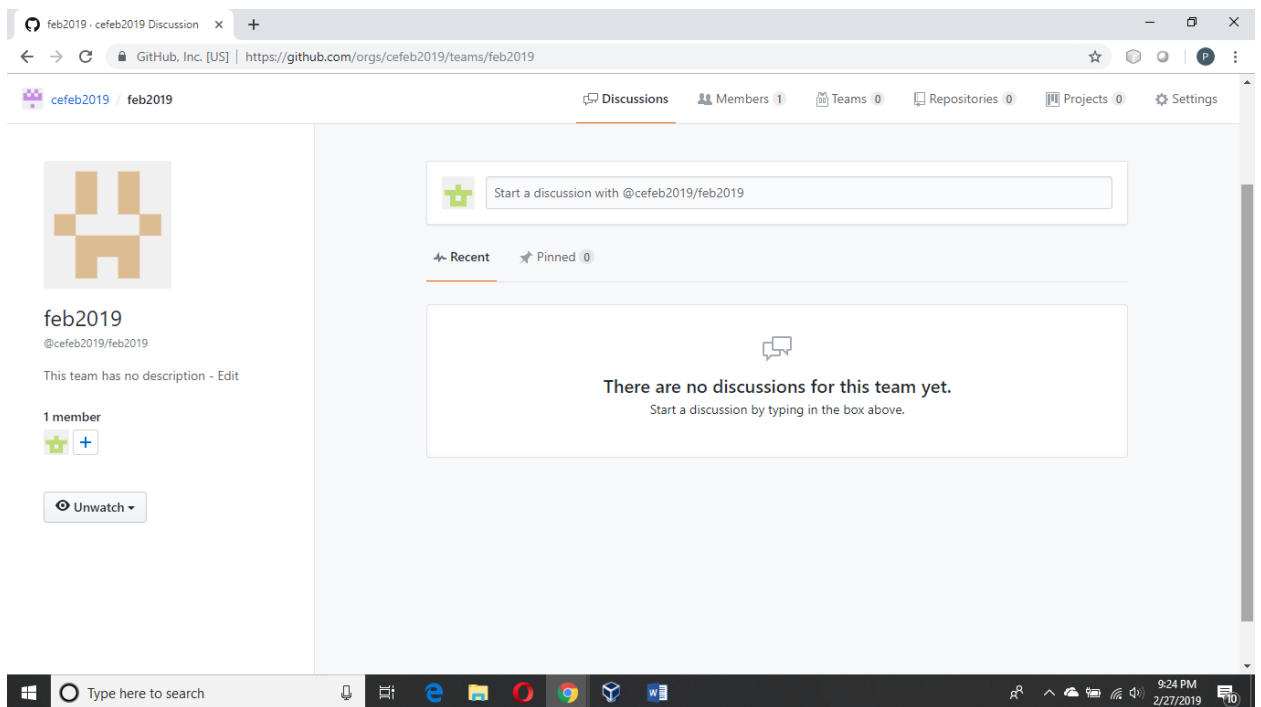 feb2019 · cefeb2019 Discussion
GitHub, Inc. [US] | https://github.com/orgs/cefeb2019/teams/feb2019
P
cefeb2019 / feb2019
Discussions Members 1 Teams 0 Repositories 0 Projects 0 Settings
Start a discussion with @cefeb2019/feb2019
Recent Pinned 0
feb2019
@cefeb2019/feb2019
This team has no description - Edit
1 member
Unwatch
There are no discussions for this team yet.
Start a discussion by typing in the box above.
Type here to search
9:24 PM
2/27/2019
10